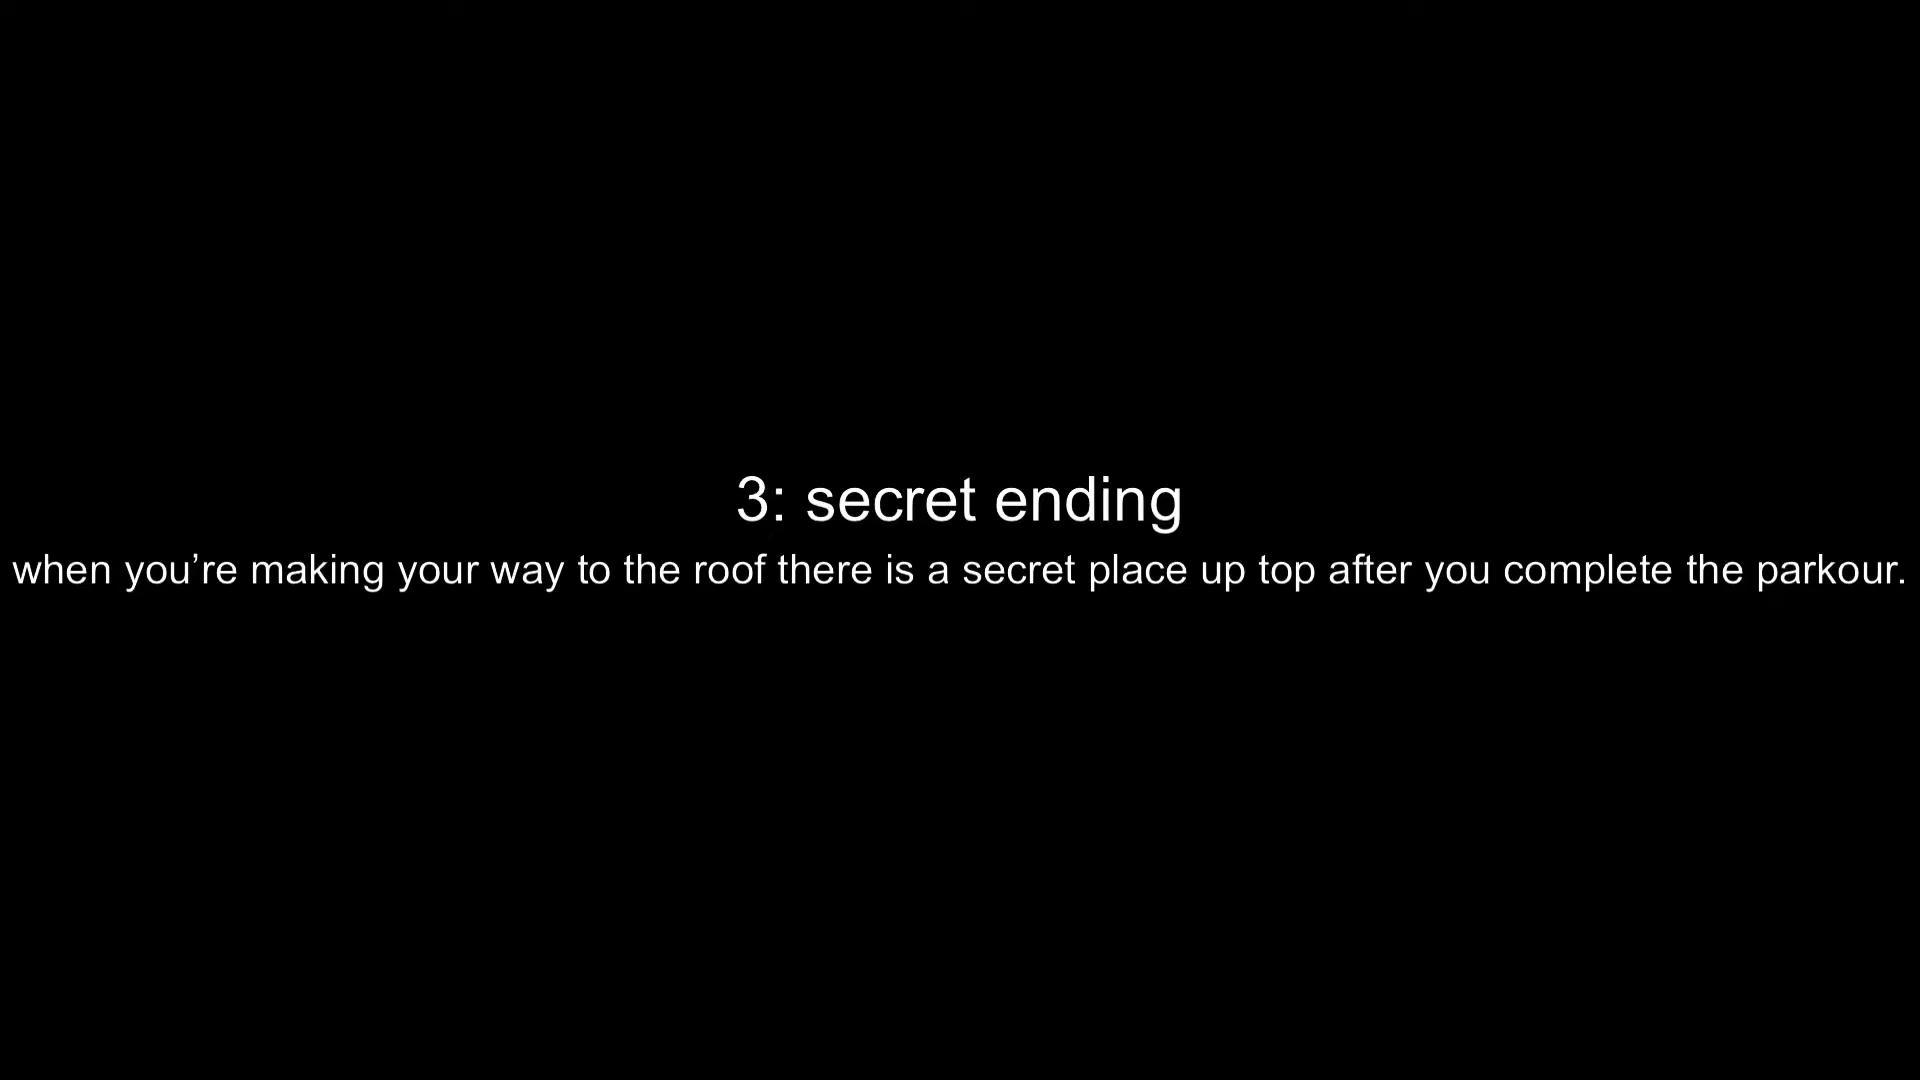 3: secret ending
when you’re making your way to the roof there is a secret place up top after you complete the parkour.